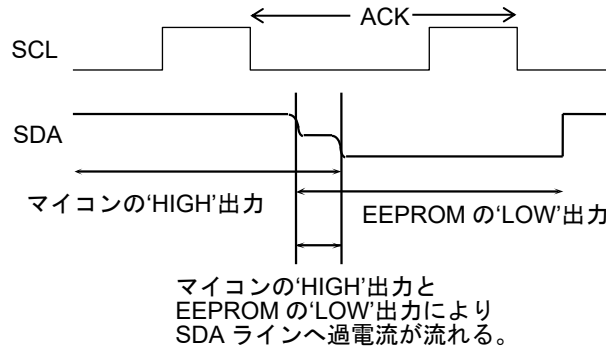 ACK
SCL
SDA
マイコンの‘HIGH’出力
EEPROM の‘LOW’出力
マイコンの‘HIGH’出力と
EEPROM の‘LOW’出力により
SDA ラインへ過電流が流れる。